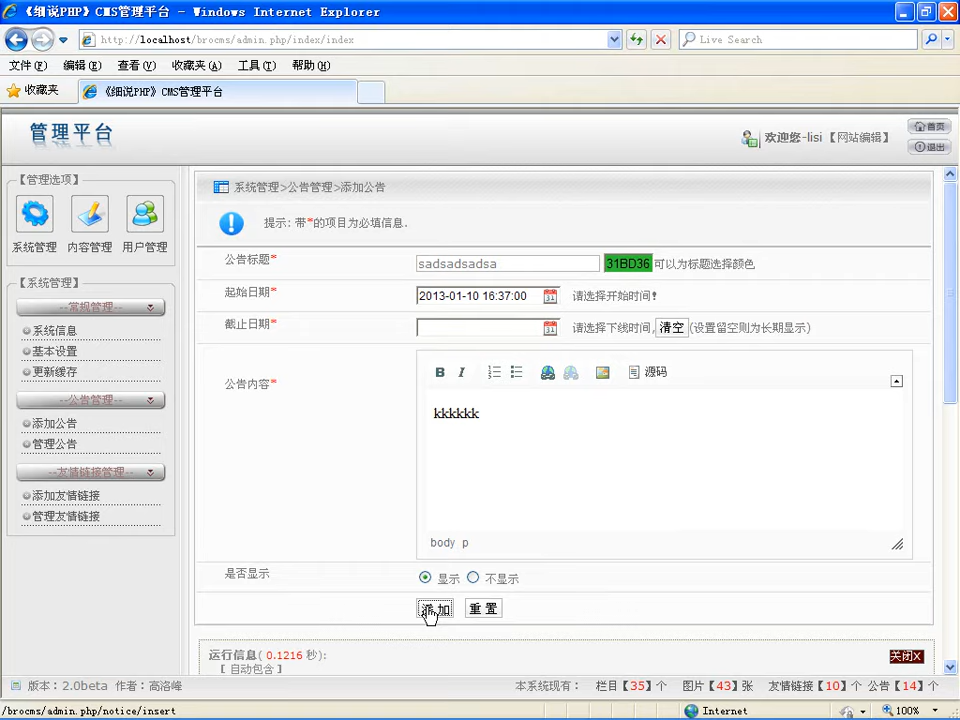 《细说PHP》CMS管理平台 - Windows Internet Explorer
http://localhost/brocms/admin.php/index/index
Live Search
文件(F) 编辑(E) 查看(V) 收藏夹(A) 工具(T) 帮助(H)
收藏夹 《细说PHP》CMS管理平台
管理平台
欢迎您-lisi【网站编辑】
首页
退出
【管理选项】
系统管理 内容管理 用户管理
【系统管理】
--常规管理--
系统信息
基本设置
更新缓存
--公告管理--
添加公告
管理公告
--友情链接管理--
添加友情链接
管理友情链接
系统管理>公告管理>添加公告
提示: 带*的项目为必填信息.
公告标题* sadsadsadsa 31BD36 可以为标题选择颜色
起始日期* 2013-01-10 16:37:00 请选择开始时间!
截止日期* 请选择下线时间, 清空 (设置留空则为长期显示)
公告内容*
B I 源码
kkkkkk
body p
是否显示 显示 不显示
添加 重置
运行信息( 0.1216 秒): 关闭X
[ 自动包含 ]
版本: 2.0beta 作者: 高洛峰 本系统现有: 栏目【35】个 图片【43】张 友情链接【10】个 公告【14】个
/brocms/admin.php/notice/insert Internet 100%